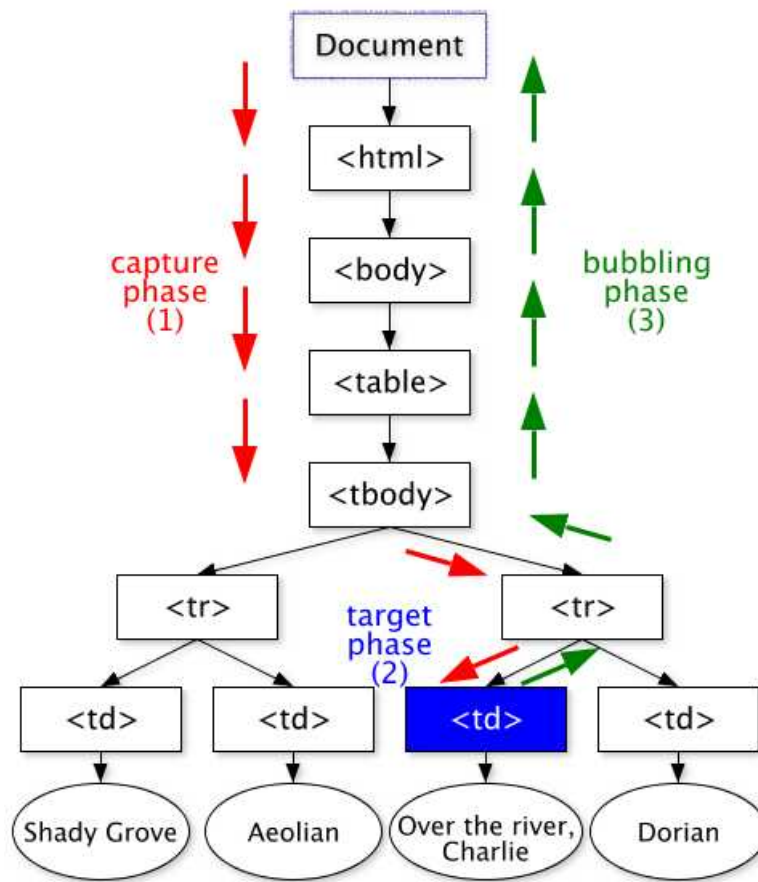 Document
<html>
<body>
capture
phase
(1)
bubbling
phase
(3)
<table>
<tbody>
<tr>
target
phase
(2)
<tr>
<td>
<td>
<td>
<td>
Shady Grove
Aeolian
Over the river,
Charlie
Dorian